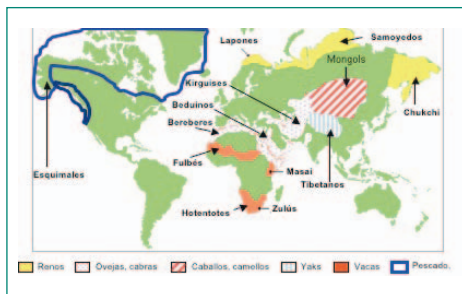 Lapones
Samoyedos
Mongols
Kirguises
Beduinos
Bereberes
Chukchi
Fulbés
Masai
Tibetanos
Esquimales
Hotentotes
Zulús
Renos
Ovejas, cabras
Caballos, camellos
Yaks
Vacas
Pescado.